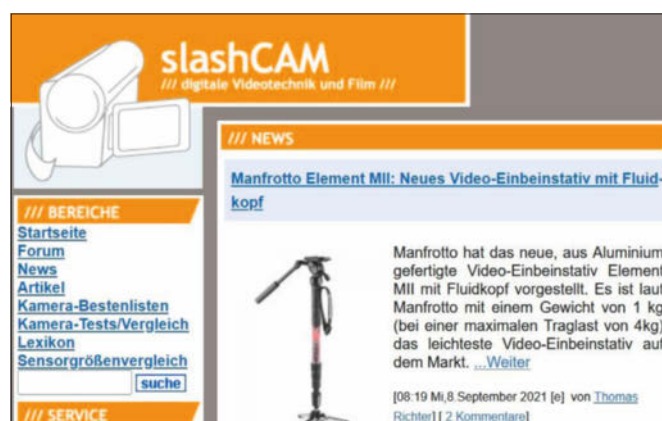 slashCAM
/// digitale Videotechnik und Film ///
/// NEWS
Manfrotto Element MII: Neues Video-Einbeinstativ mit Fluid-
kopf
/// BEREICHE
Startseite
Forum
News
Artikel
Kamera-Bestenlisten
Kamera-Tests/Vergleich
Lexikon
Sensorgrößenvergleich
suche
/// SERVICE
Manfrotto hat das neue, aus Aluminium
gefertigte Video-Einbeinstativ Element
MII mit Fluidkopf vorgestellt. Es ist laut
Manfrotto mit einem Gewicht von 1 kg
(bei einer maximalen Traglast von 4kg)
das leichteste Video-Einbeinstativ auf
dem Markt. ...Weiter
[08:19 Mi,8.September 2021 [e] von Thomas
Richter] [ 2 Kommentare]